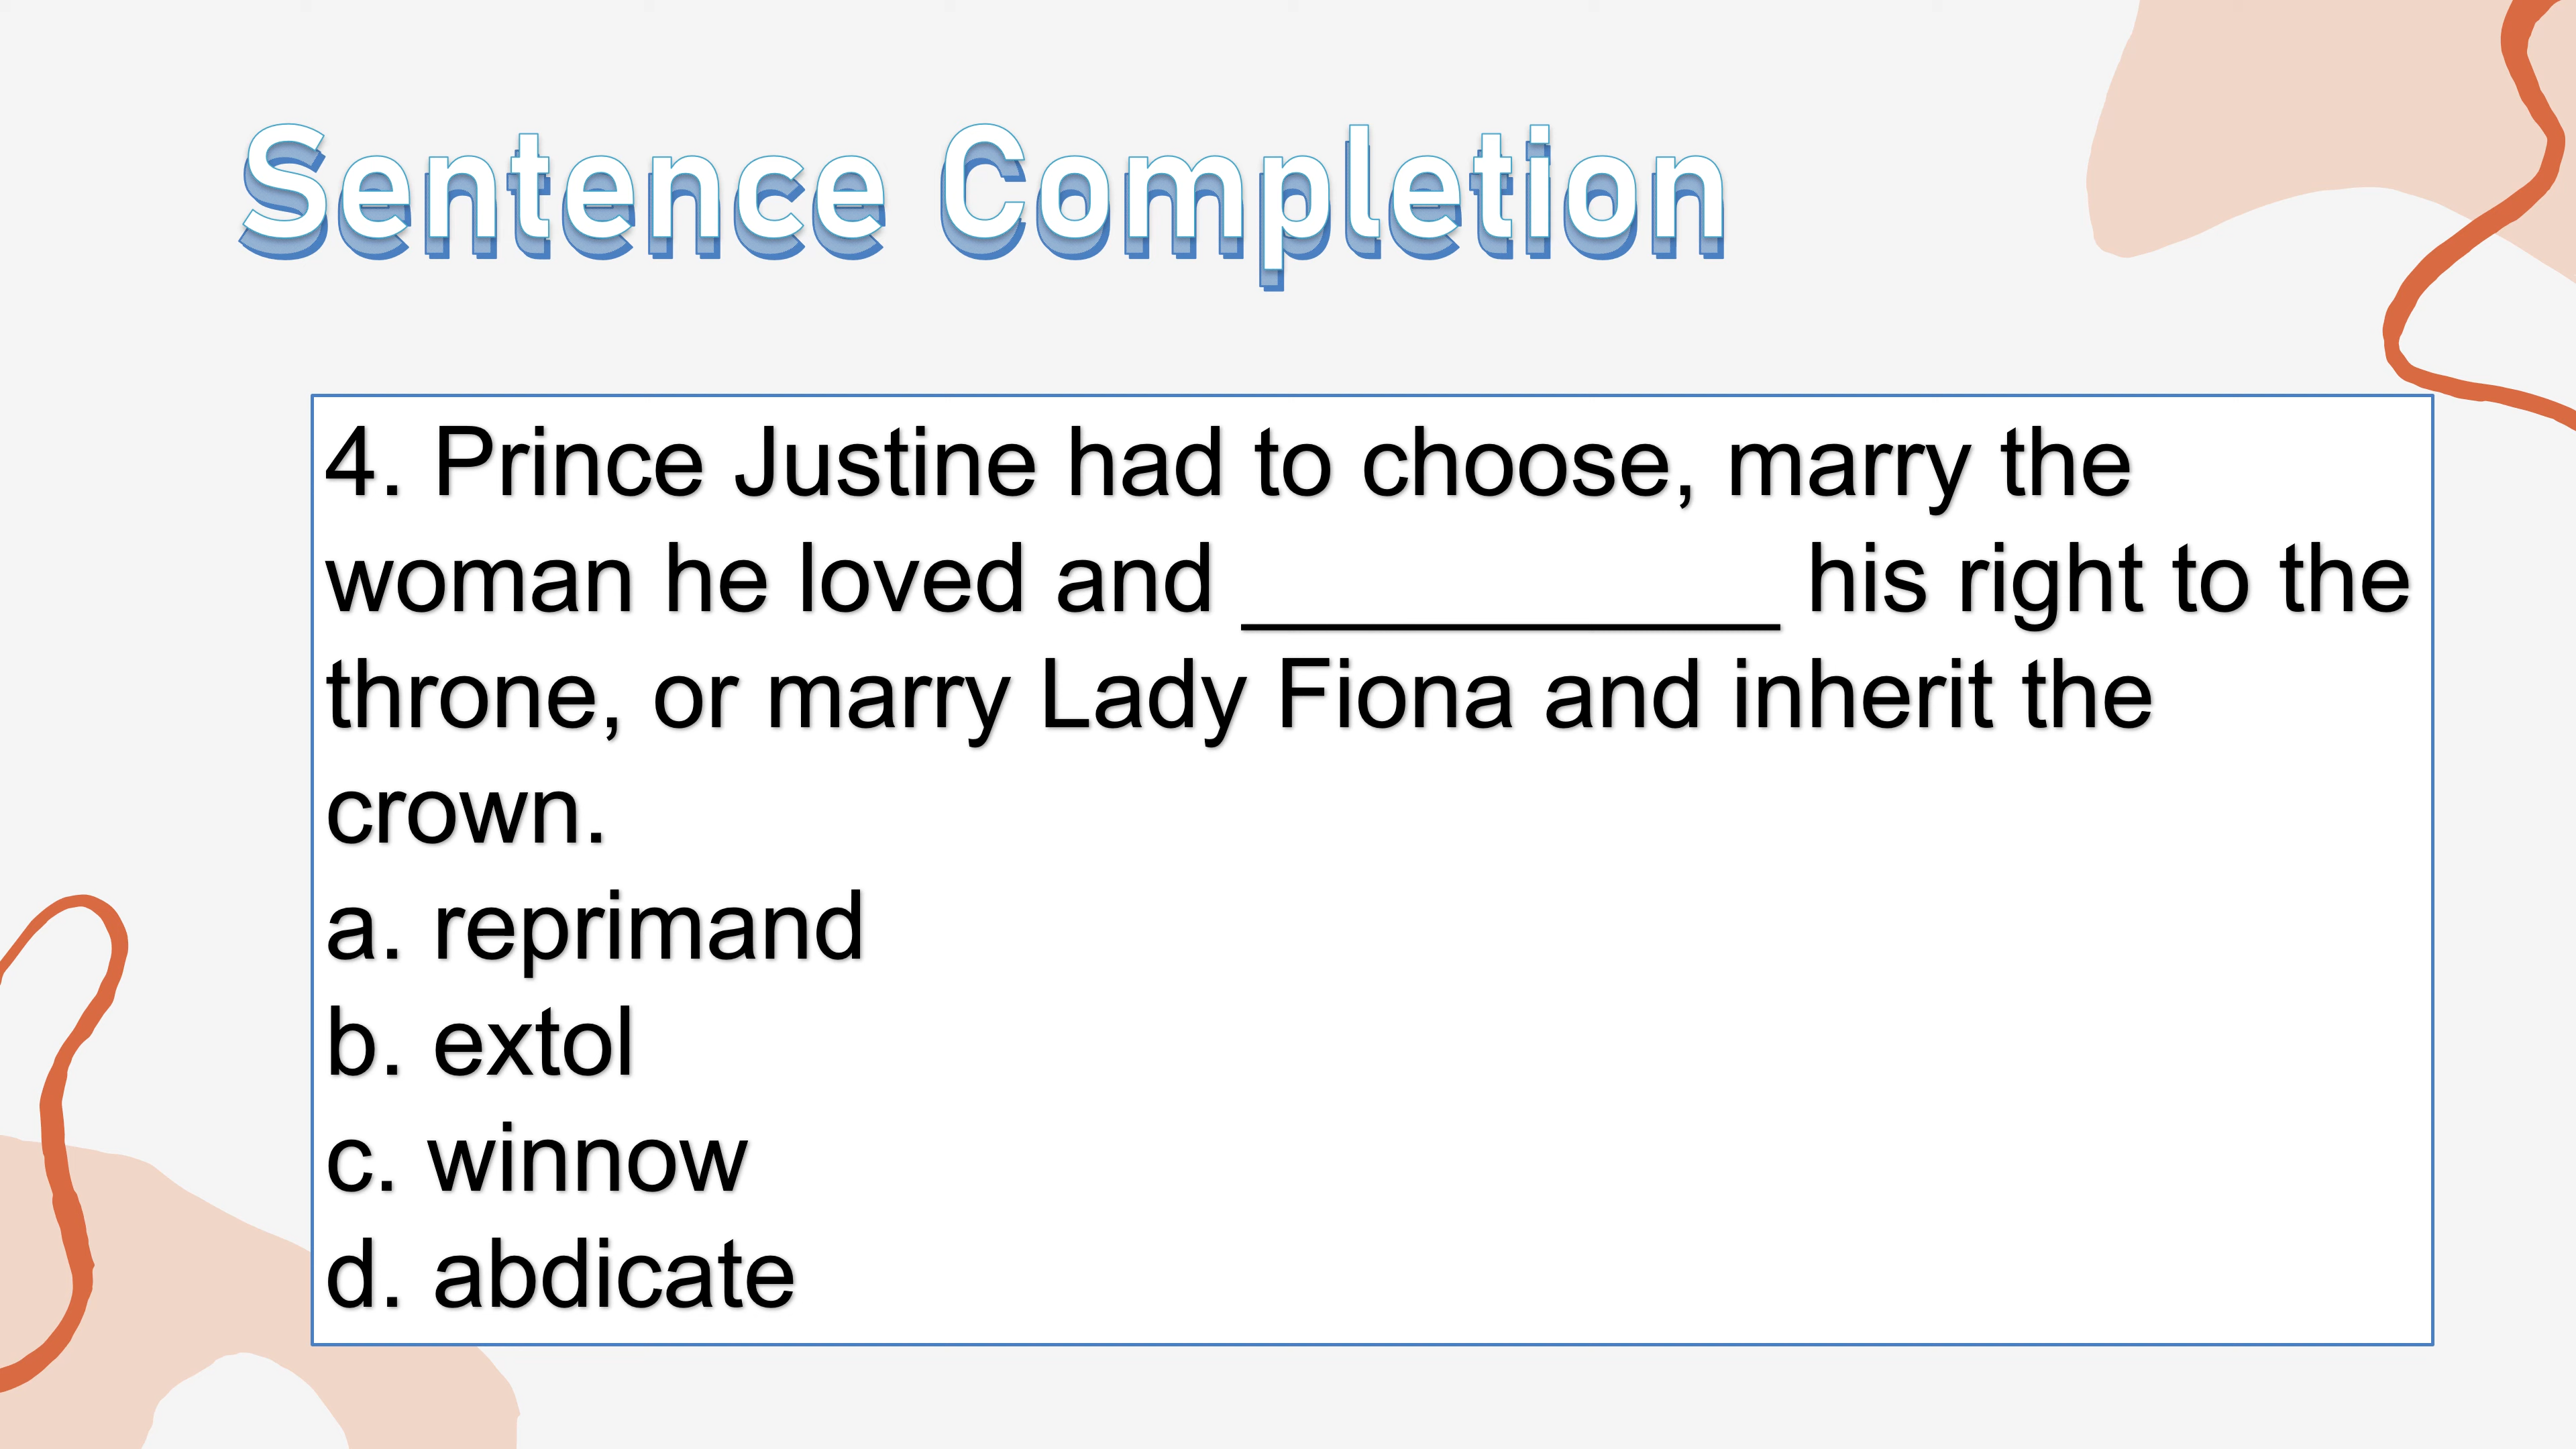 Sentence Completion
4. Prince Justine had to choose, marry the
woman he loved and ___________ his right to the
throne, or marry Lady Fiona and inherit the
crown.
a. reprimand
b. extol
c. winnow
d. abdicate